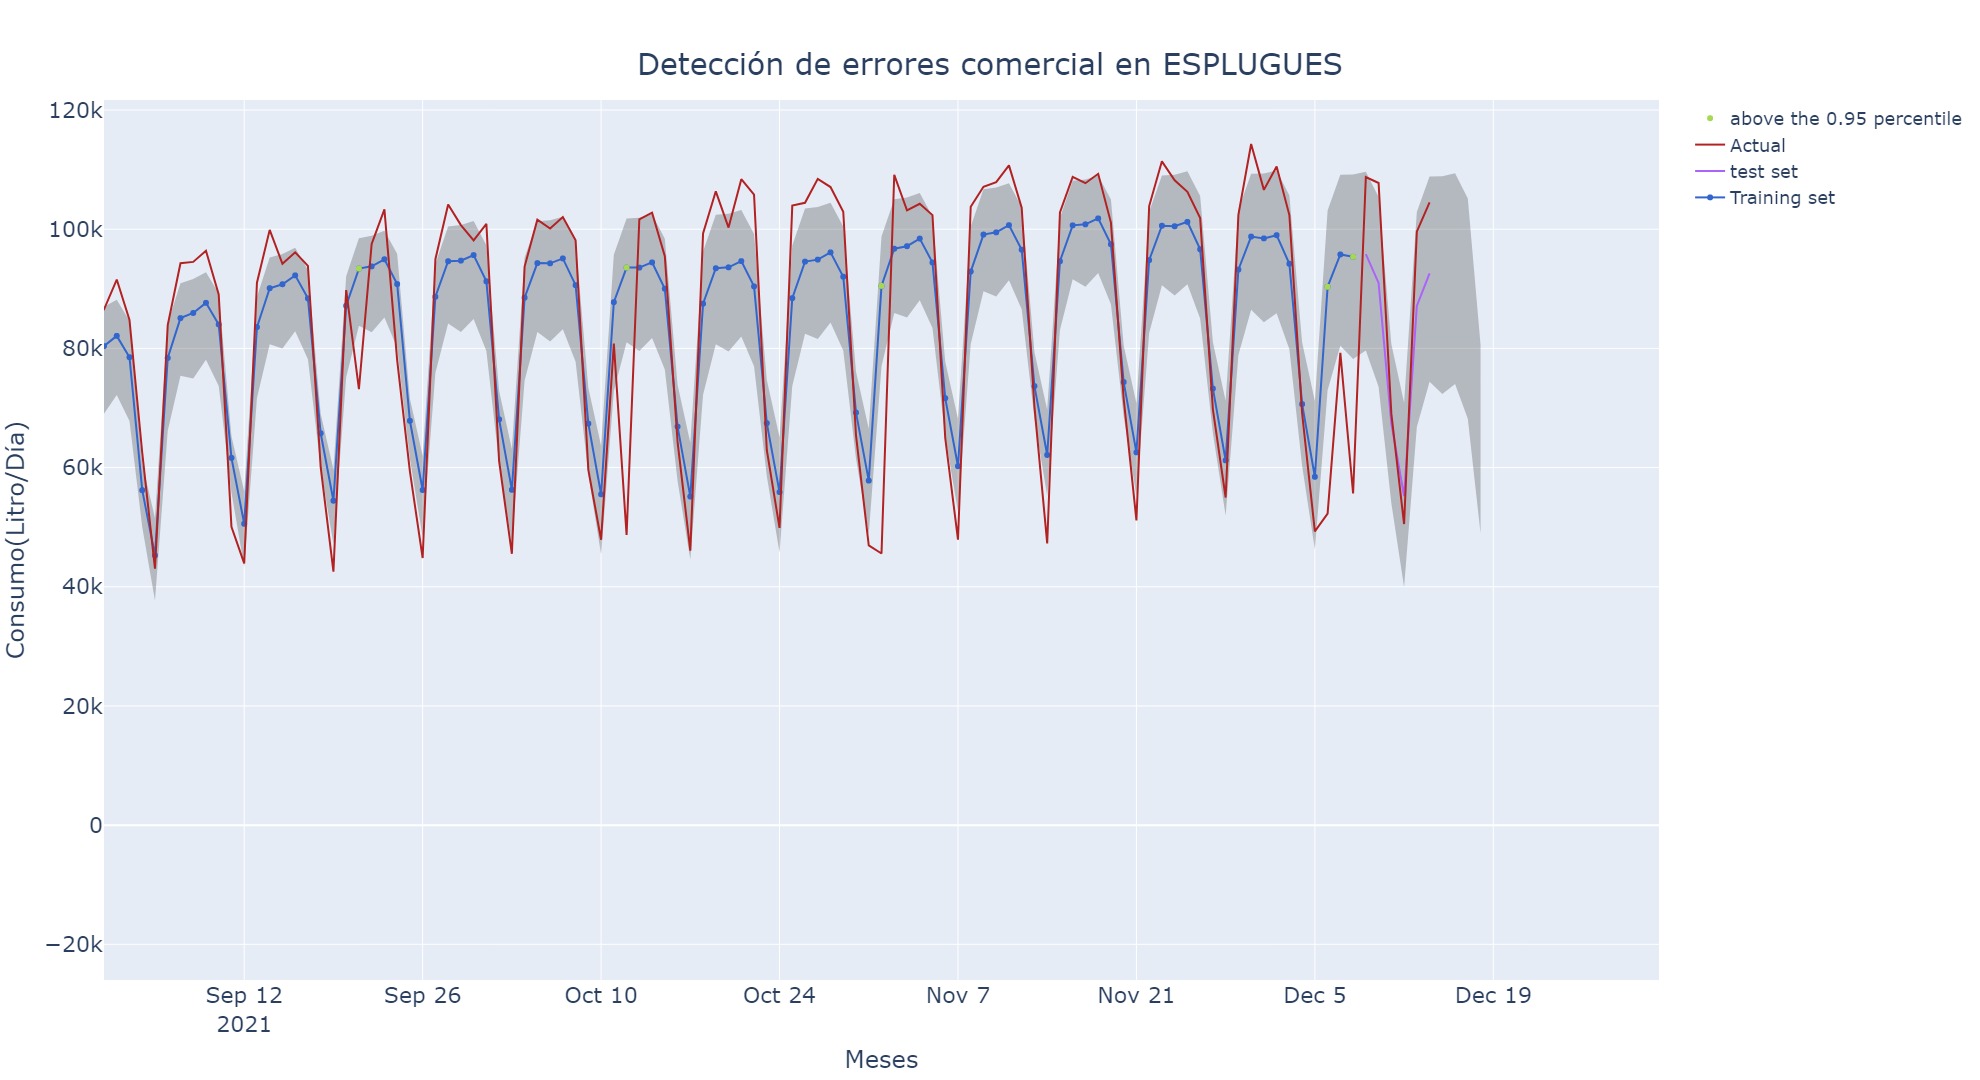 Detección de errores comercial en ESPLUGUES
120k
100k
80k
60k
40k
20k
0
−20k
Consumo(Litro/Día)
Sep 12
2021
Sep 26
Oct 10
Oct 24
Nov 7
Nov 21
Dec 5
Dec 19
Meses
above the 0.95 percentile
Actual
test set
Training set